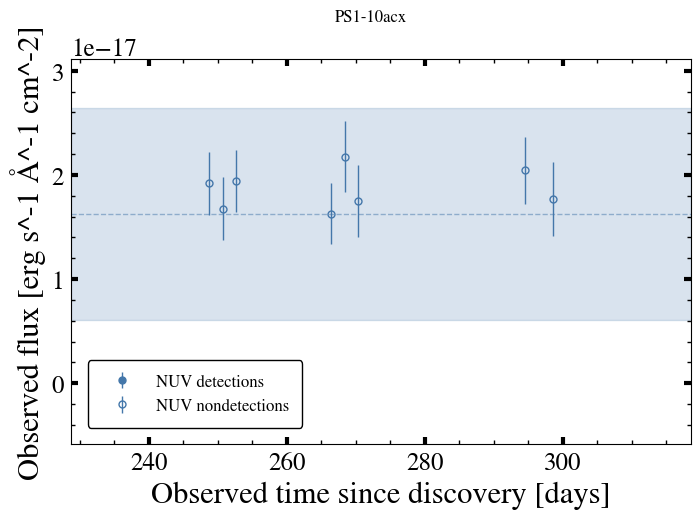 PS1-10acx
1e−17
Observed flux [erg s^-1 Å^-1 cm^-2]
3
2
1
0
NUV detections
NUV nondetections
240 260 280 300
Observed time since discovery [days]